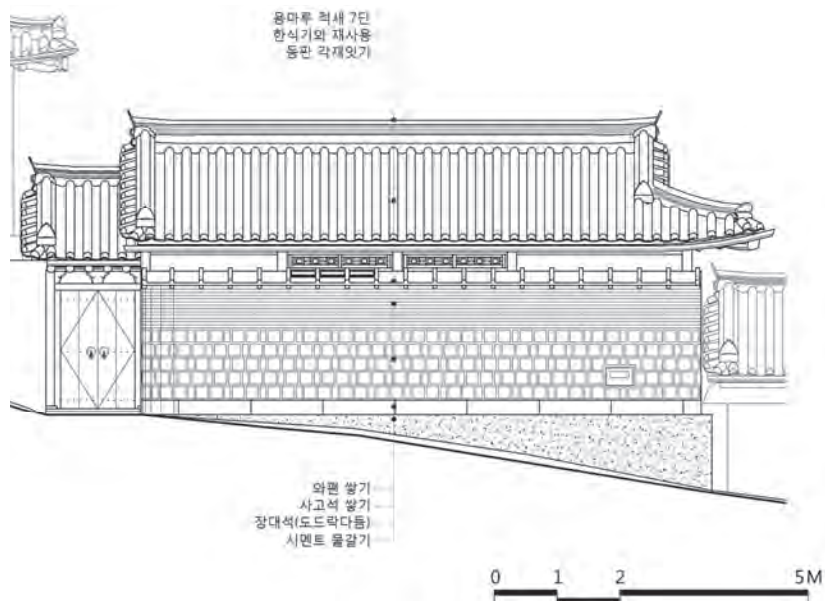 용마루 적새 7단
한식기와 재사용
동판 각재잇기
와편 쌓기
사고석 쌓기
장대석(도드락다듬)
시멘트 물갈기
0 1 2 5M